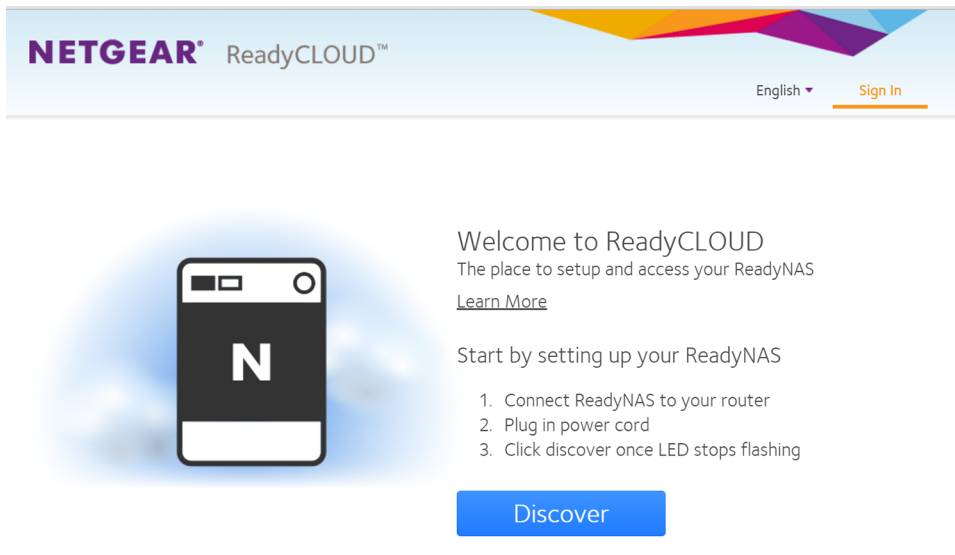 NETGEAR® ReadyCLOUD™
English Sign In
N
Welcome to ReadyCLOUD
The place to setup and access your ReadyNAS
Learn More
Start by setting up your ReadyNAS
1. Connect ReadyNAS to your router
2. Plug in power cord
3. Click discover once LED stops flashing
Discover